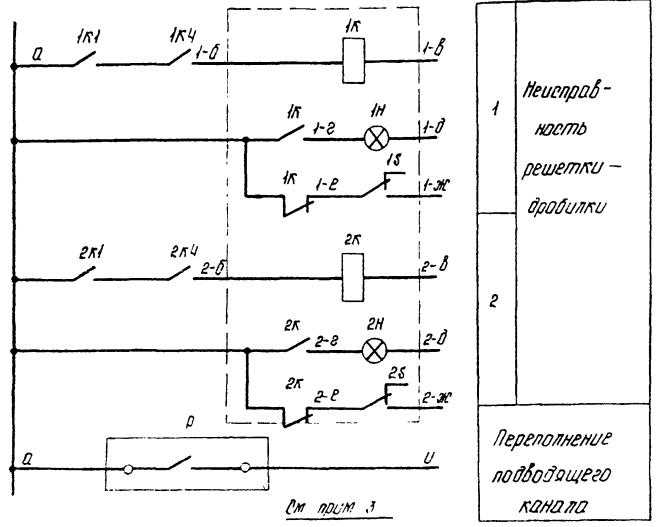 1К1 1К4 1К
а 1-б 1-в
1К 1Н
1-г 1-д
1К 1-е 1S 1-ж
2К1 2К4 2К
2-б 2-в
2К 2Н
2-г 2-д
2К 2-е 2S 2-ж
Р
а и
См прим 3
1
2
Неисправ-
ность
решетки-
дробилки
Переполнение
подводящего
канала